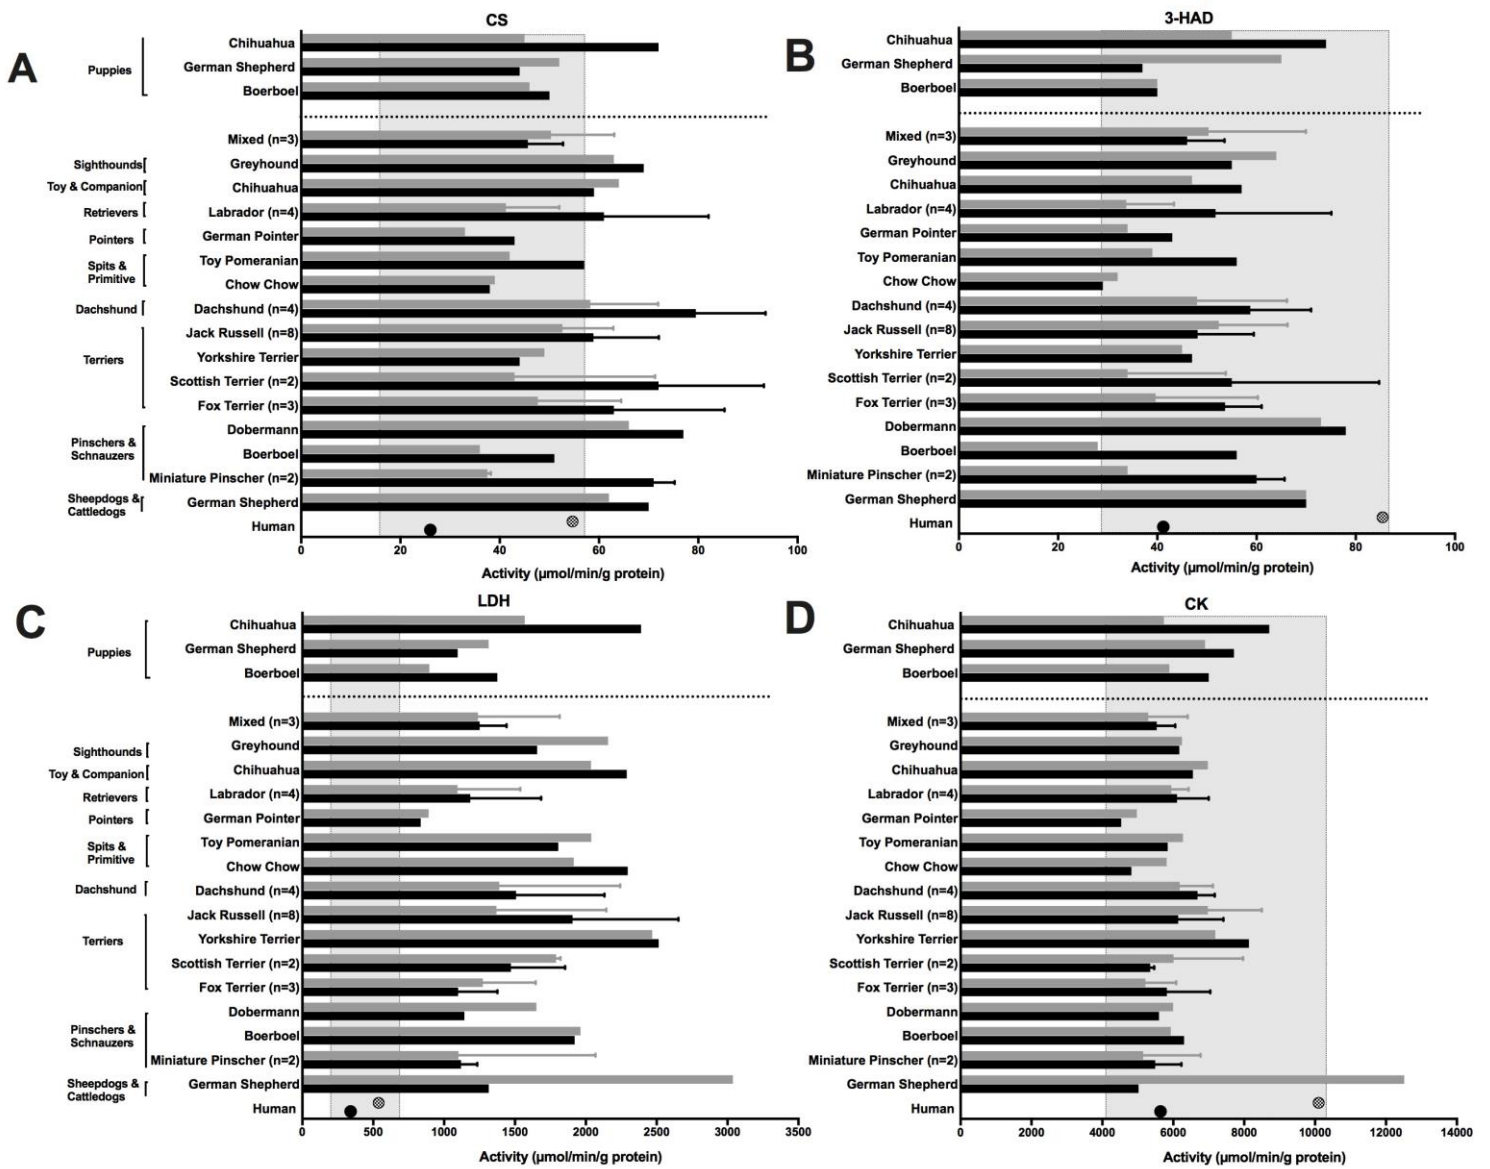 A
CS
Puppies
Chihuahua
German Shepherd
Boerboel
Mixed (n=3)
Sighthounds
Greyhound
Toy & Companion
Chihuahua
Retrievers
Labrador (n=4)
Pointers
German Pointer
Spits &
Primitive
Toy Pomeranian
Chow Chow
Dachshund
Dachshund (n=4)
Terriers
Jack Russell (n=8)
Yorkshire Terrier
Scottish Terrier (n=2)
Fox Terrier (n=3)
Pinschers &
Schnauzers
Dobermann
Boerboel
Miniature Pinscher (n=2)
Sheepdogs &
Cattledogs
German Shepherd
Human
0 20 40 60 80 100
Activity (µmol/min/g protein)
B
3-HAD
Chihuahua
German Shepherd
Boerboel
Mixed (n=3)
Greyhound
Chihuahua
Labrador (n=4)
German Pointer
Toy Pomeranian
Chow Chow
Dachshund (n=4)
Jack Russell (n=8)
Yorkshire Terrier
Scottish Terrier (n=2)
Fox Terrier (n=3)
Dobermann
Boerboel
Miniature Pinscher (n=2)
German Shepherd
Human
0 20 40 60 80 100
Activity (µmol/min/g protein)
C
LDH
Puppies
Chihuahua
German Shepherd
Boerboel
Mixed (n=3)
Sighthounds
Greyhound
Toy & Companion
Chihuahua
Retrievers
Labrador (n=4)
Pointers
German Pointer
Spits &
Primitive
Toy Pomeranian
Chow Chow
Dachshund
Dachshund (n=4)
Terriers
Jack Russell (n=8)
Yorkshire Terrier
Scottish Terrier (n=2)
Fox Terrier (n=3)
Pinschers &
Schnauzers
Dobermann
Boerboel
Miniature Pinscher (n=2)
Sheepdogs &
Cattledogs
German Shepherd
Human
0 500 1000 1500 2000 2500 3000 3500
Activity (µmol/min/g protein)
D
CK
Chihuahua
German Shepherd
Boerboel
Mixed (n=3)
Greyhound
Chihuahua
Labrador (n=4)
German Pointer
Toy Pomeranian
Chow Chow
Dachshund (n=4)
Jack Russell (n=8)
Yorkshire Terrier
Scottish Terrier (n=2)
Fox Terrier (n=3)
Dobermann
Boerboel
Miniature Pinscher (n=2)
German Shepherd
Human
0 2000 4000 6000 8000 10000 12000 14000
Activity (µmol/min/g protein)